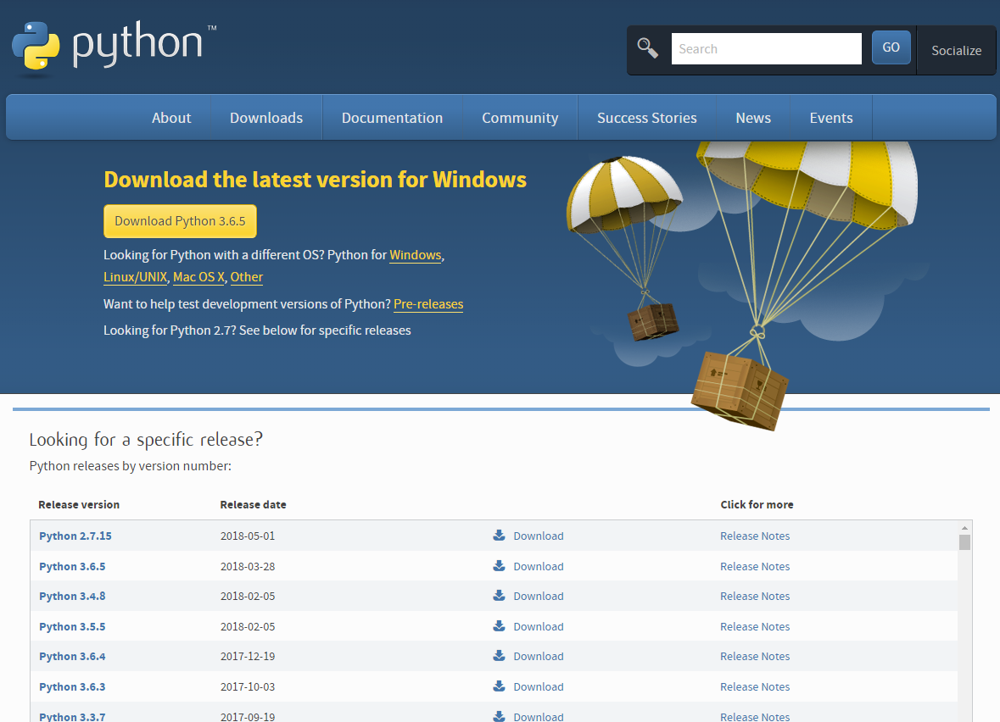 python™
Search
GO
Socialize
About
Downloads
Documentation
Community
Success Stories
News
Events
Download the latest version for Windows
Download Python 3.6.5
Looking for Python with a different OS? Python for Windows,
Linux/UNIX, Mac OS X, Other
Want to help test development versions of Python? Pre-releases
Looking for Python 2.7? See below for specific releases
Looking for a specific release?
Python releases by version number:
Release version Release date Click for more
Python 2.7.15 2018-05-01 Download Release Notes
Python 3.6.5 2018-03-28 Download Release Notes
Python 3.4.8 2018-02-05 Download Release Notes
Python 3.5.5 2018-02-05 Download Release Notes
Python 3.6.4 2017-12-19 Download Release Notes
Python 3.6.3 2017-10-03 Download Release Notes
Python 3.3.7 2017-09-19 Download Release Notes